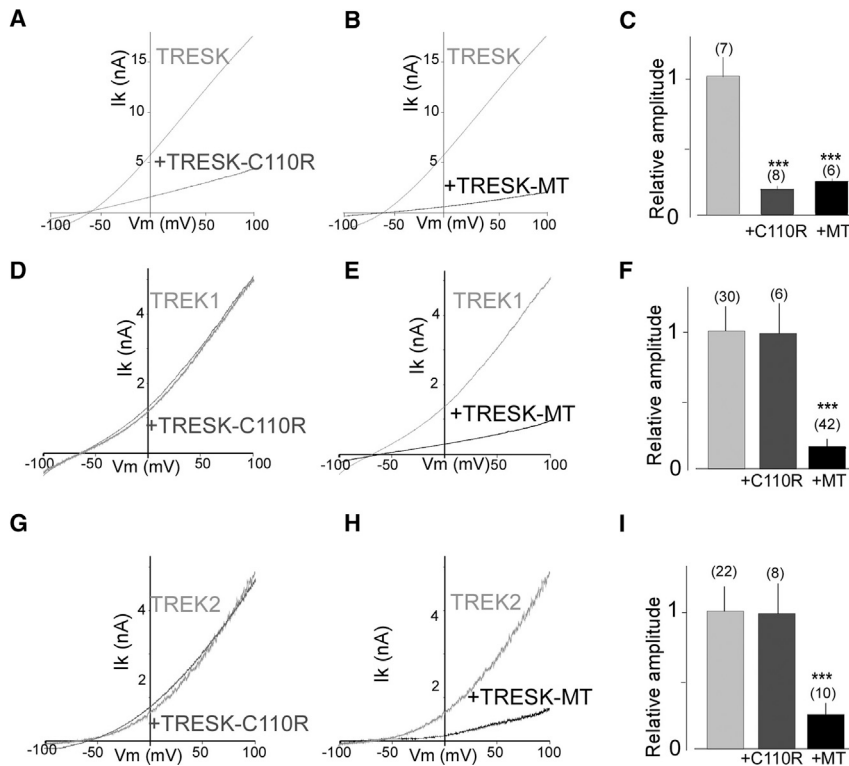 A
Ik (nA)
15
10
5
TRESK
+TRESK-C110R
-100
-50
Vm (mV)
50
100
B
Ik (nA)
15
10
5
TRESK
+TRESK-MT
-100
-50
Vm (mV)
50
100
C
Relative amplitude
1
0
(7)
***
(8)
***
(6)
+C110R
+MT
D
Ik (nA)
4
2
TREK1
+TRESK-C110R
-100
-50
Vm (mV)
50
100
E
Ik (nA)
4
2
TREK1
+TRESK-MT
-100
-50
Vm (mV)
50
100
F
Relative amplitude
1
0
(30)
(6)
***
(42)
+C110R
+MT
G
Ik (nA)
4
2
TREK2
+TRESK-C110R
-100
-50
Vm (mV)
50
100
H
Ik (nA)
4
2
TREK2
+TRESK-MT
-100
-50
Vm (mV)
50
100
I
Relative amplitude
1
0
(22)
(8)
***
(10)
+C110R
+MT